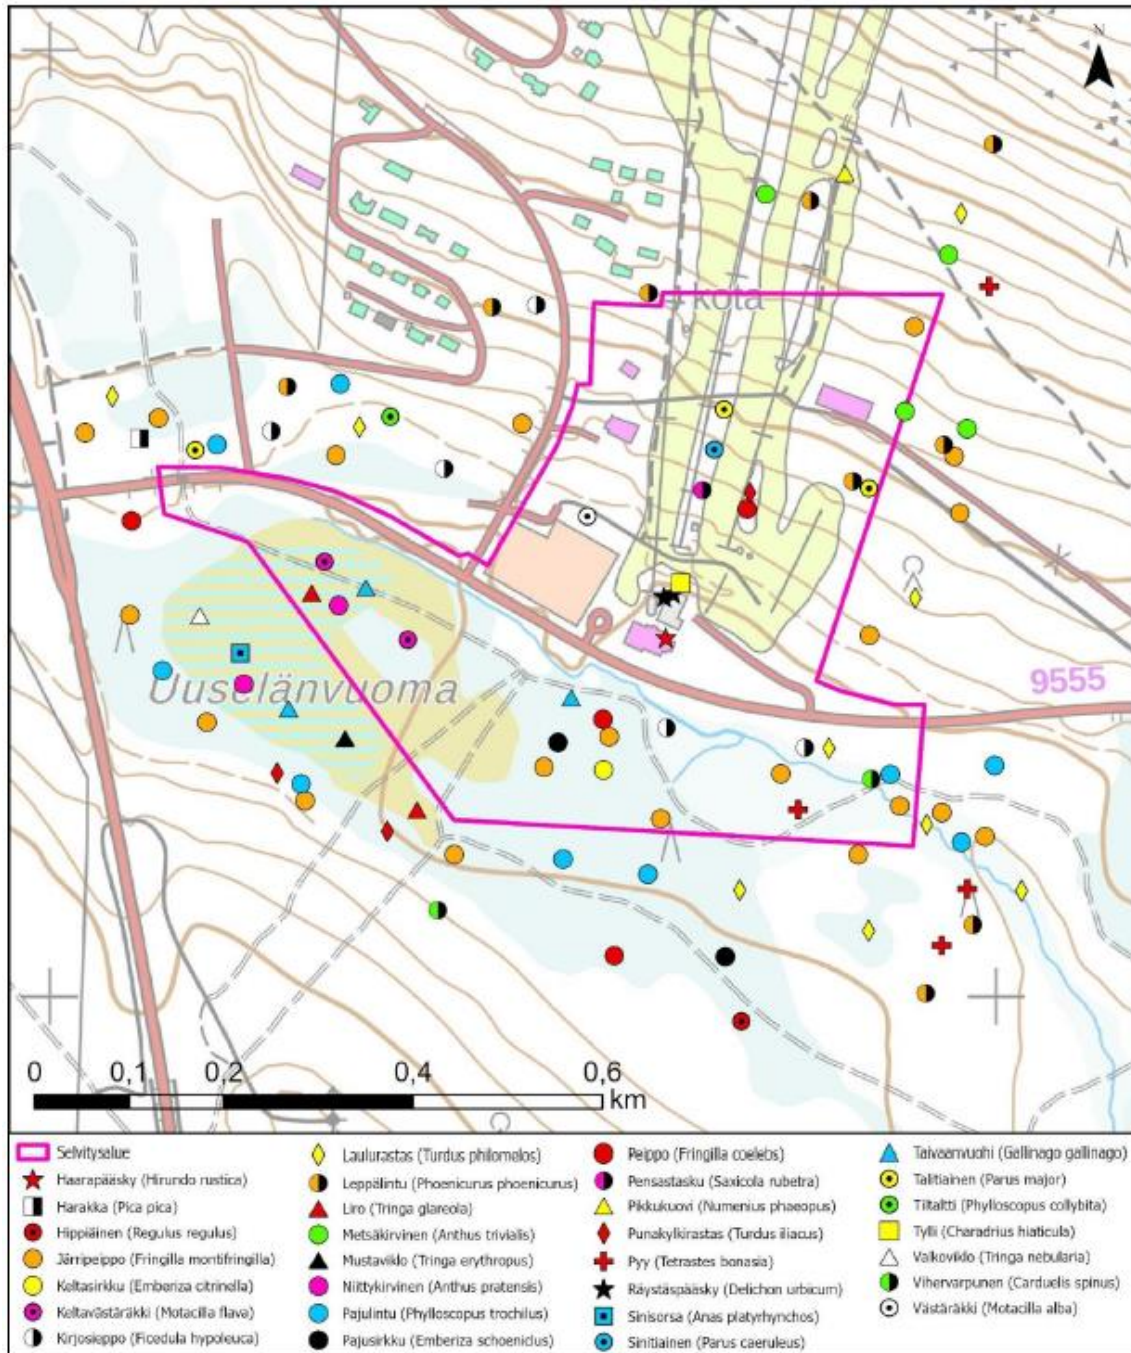 N
kota
Uuselänvuoma
9555
0 0,1 0,2 0,4 0,6
km
Selvitysalue
Haarapääsky (Hirundo rustica)
Harakka (Pica pica)
Hippiäinen (Regulus regulus)
Järripeippo (Fringilla montifringilla)
Keltasirkku (Emberiza citrinella)
Keltavästäräkki (Motacilla flava)
Kirjosieppo (Ficedula hypoleuca)
Laulurastas (Turdus philomelos)
Leppälintu (Phoenicurus phoenicurus)
Liro (Tringa glareola)
Metsäkirvinen (Anthus trivialis)
Mustaviklo (Tringa erythropus)
Niittykirvinen (Anthus pratensis)
Pajulintu (Phylloscopus trochilus)
Pajusirkku (Emberiza schoeniclus)
Peippo (Fringilla coelebs)
Pensastasku (Saxicola rubetra)
Pikkukuovi (Numenius phaeopus)
Punakylkirastas (Turdus iliacus)
Pyy (Tetrastes bonasia)
Räystäspääsky (Delichon urbicum)
Sinisorsa (Anas platyrhynchos)
Sinitiainen (Parus caeruleus)
Taivaanvuohi (Gallinago gallinago)
Talitiainen (Parus major)
Tiltaltti (Phylloscopus collybita)
Tylli (Charadrius hiaticula)
Valkoviklo (Tringa nebularia)
Vihervarpunen (Carduelis spinus)
Västäräkki (Motacilla alba)